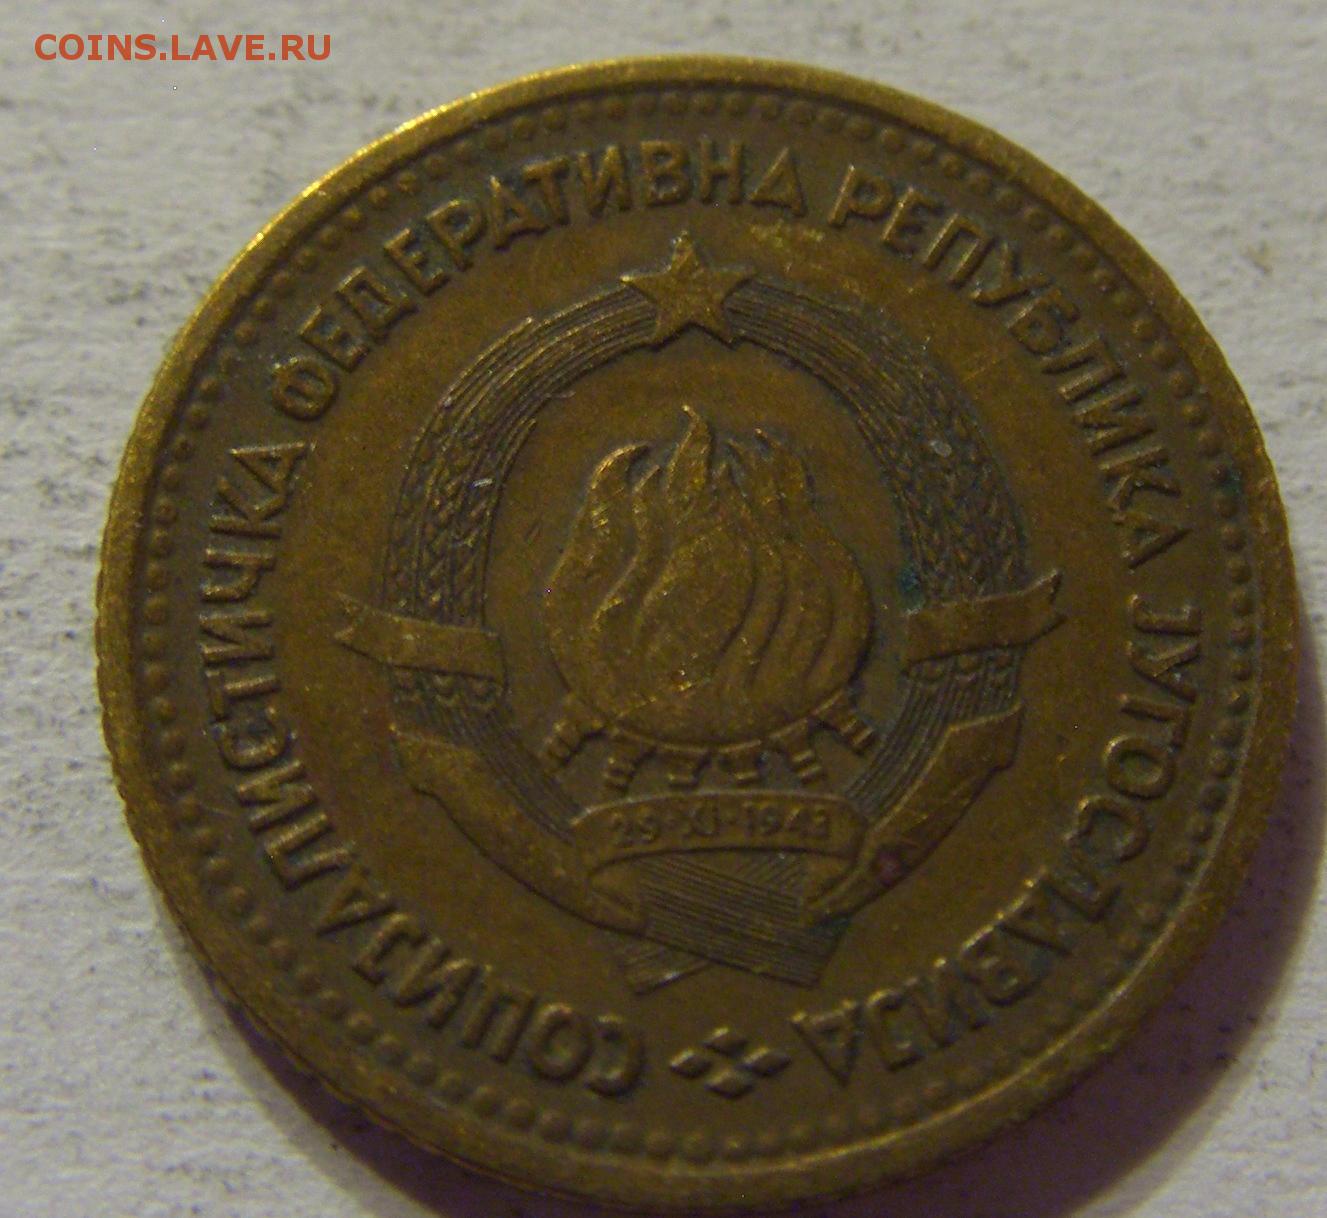 COINS.LAVE.RU
СОЦИЈАЛИСТИЧКА ФЕДЕРАТИВНА РЕПУБЛИКА ЈУГОСЛАВИЈА
29·XI·1943